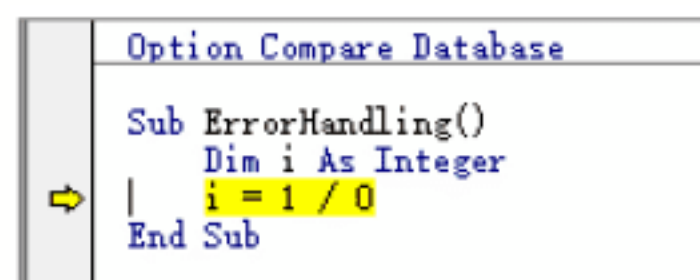 Option Compare Database
Sub ErrorHandling()
Dim i As Integer
i = 1 / 0
End Sub